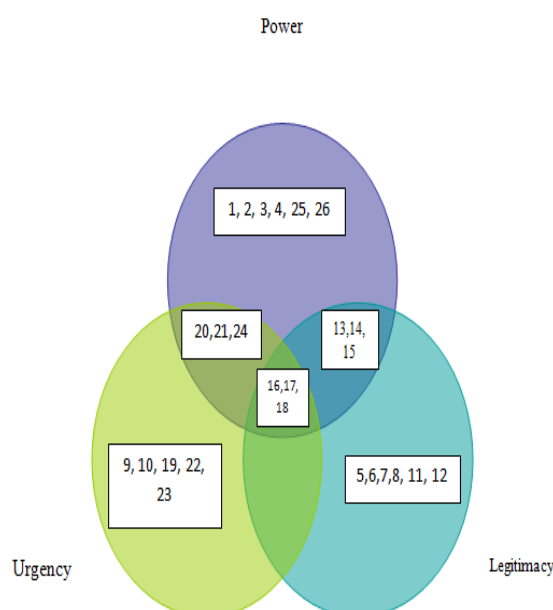 Power
1, 2, 3, 4, 25, 26
20,21,24
13,14,
15
16,17,
18
9, 10, 19, 22,
23
5,6,7,8, 11, 12
Urgency
Legitimacy